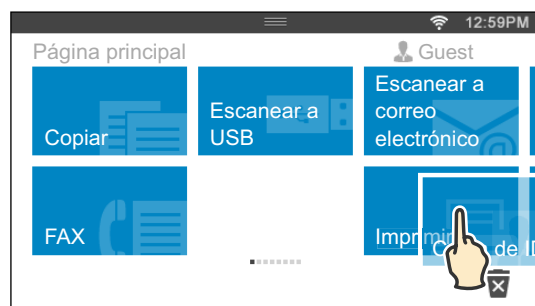 12:59PM
Página principal
Guest
Copiar
Escanear a
USB
Escanear a
correo
electrónico
FAX
Imprimir
de ID